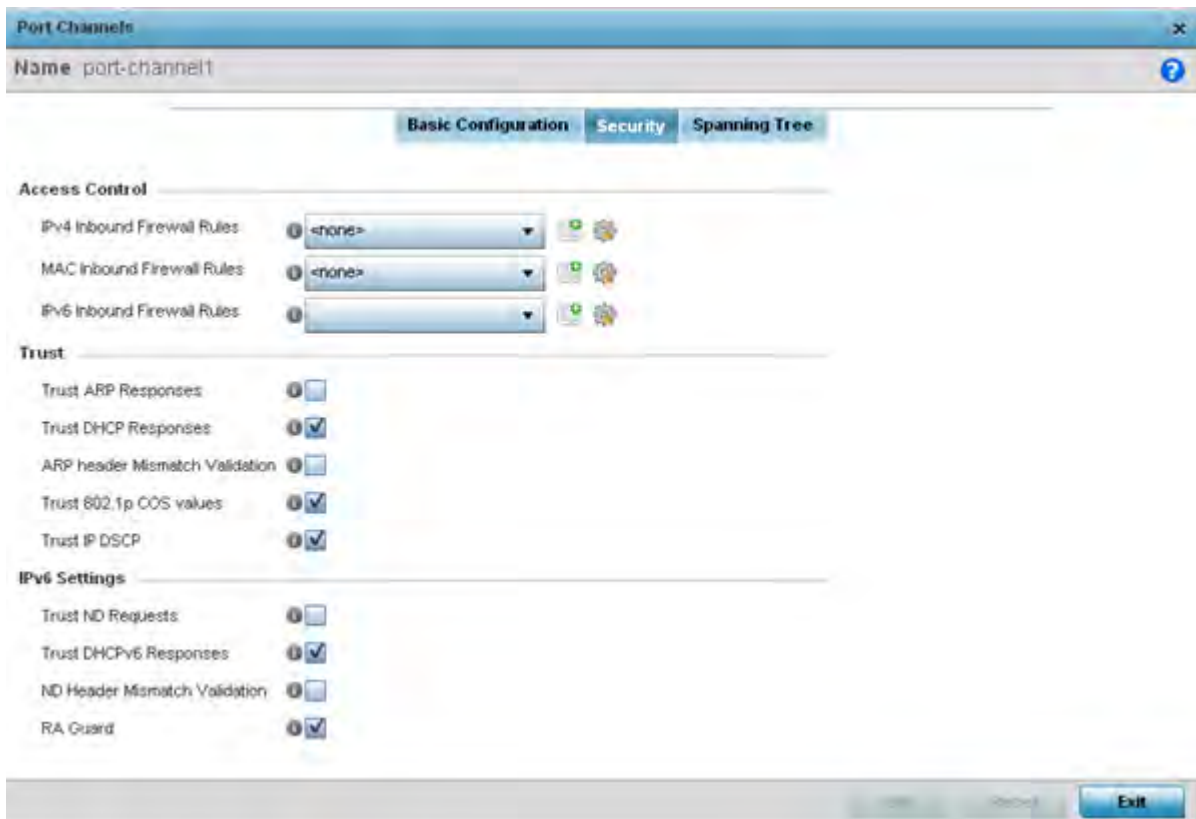 Port Channels
Name port-channel1
Basic Configuration Security Spanning Tree
Access Control
IPv4 Inbound Firewall Rules <none>
MAC Inbound Firewall Rules <none>
IPv6 Inbound Firewall Rules
Trust
Trust ARP Responses
Trust DHCP Responses
ARP header Mismatch Validation
Trust 802.1p COS values
Trust IP DSCP
IPv6 Settings
Trust ND Requests
Trust DHCPv6 Responses
ND Header Mismatch Validation
RA Guard
Exit